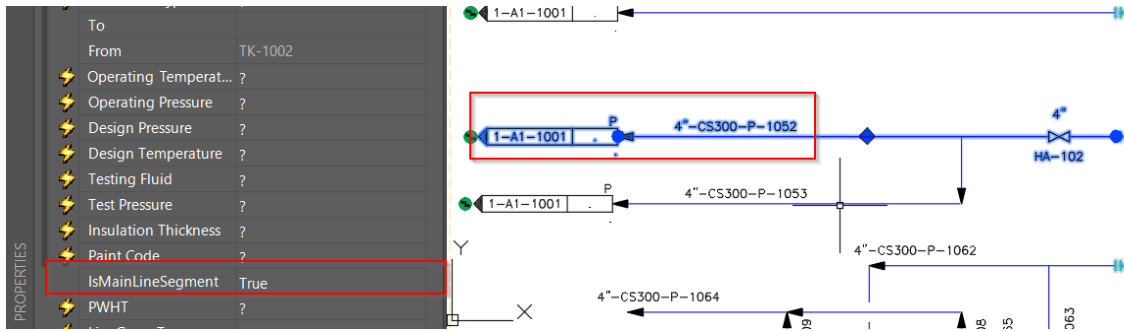 To
From TK-1002
Operating Temperat... ?
Operating Pressure ?
Design Pressure ?
Design Temperature ?
Testing Fluid ?
Test Pressure ?
Insulation Thickness ?
Paint Code ?
IsMainLineSegment True
PWHT ?
PROPERTIES
1-A1-1001 .
P
1-A1-1001 .
4"-CS300-P-1052
4"
HA-102
P
1-A1-1001 .
4"-CS300-P-1053
4"-CS300-P-1062
4"-CS300-P-1064
Y
X